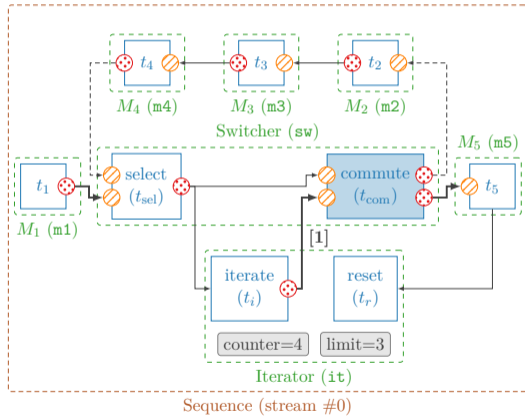 t4
t3
t2
M4 (m4)
M3 (m3)
M2 (m2)
Switcher (sw)
M5 (m5)
t1
select
(tsel)
commute
(tcom)
t5
M1 (m1)
[1]
iterate
(ti)
reset
(tr)
counter=4
limit=3
Iterator (it)
Sequence (stream #0)